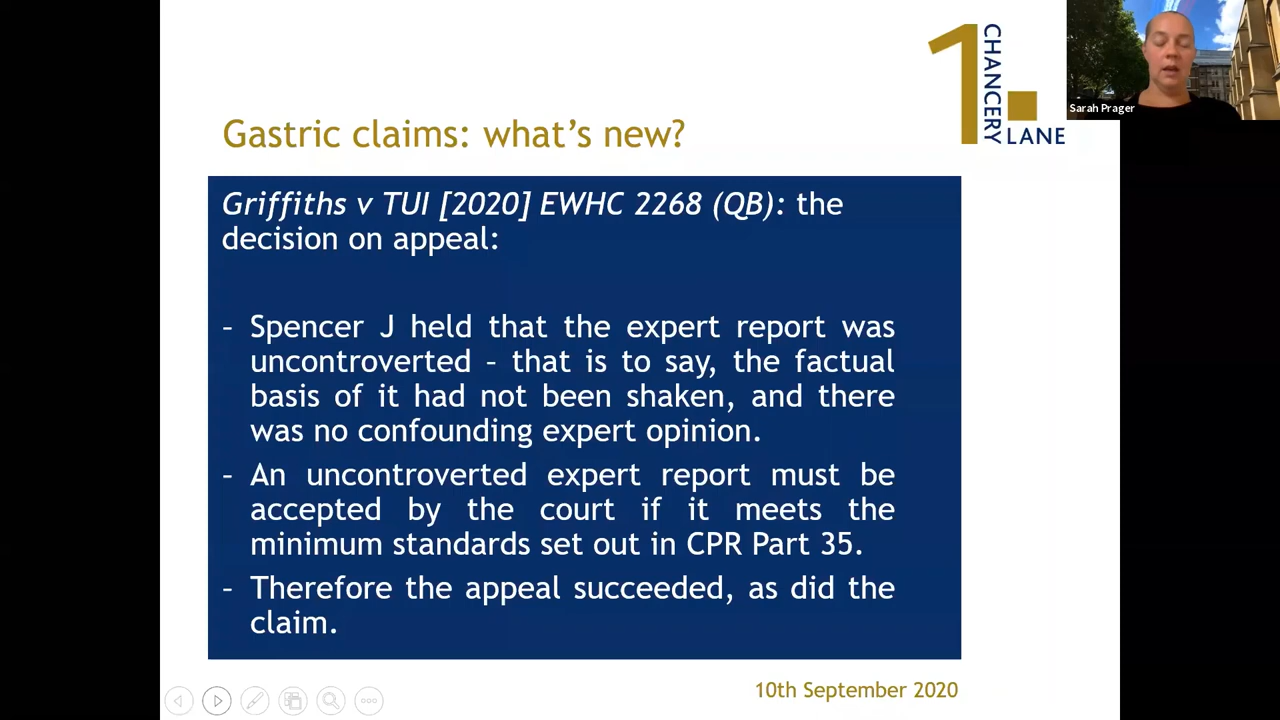 1
CHANCERY
LANE
Sarah Prager
Gastric claims: what's new?
Griffiths v TUI [2020] EWHC 2268 (QB): the
decision on appeal:
– Spencer J held that the expert report was
uncontroverted – that is to say, the factual
basis of it had not been shaken, and there
was no confounding expert opinion.
– An uncontroverted expert report must be
accepted by the court if it meets the
minimum standards set out in CPR Part 35.
– Therefore the appeal succeeded, as did the
claim.
10th September 2020